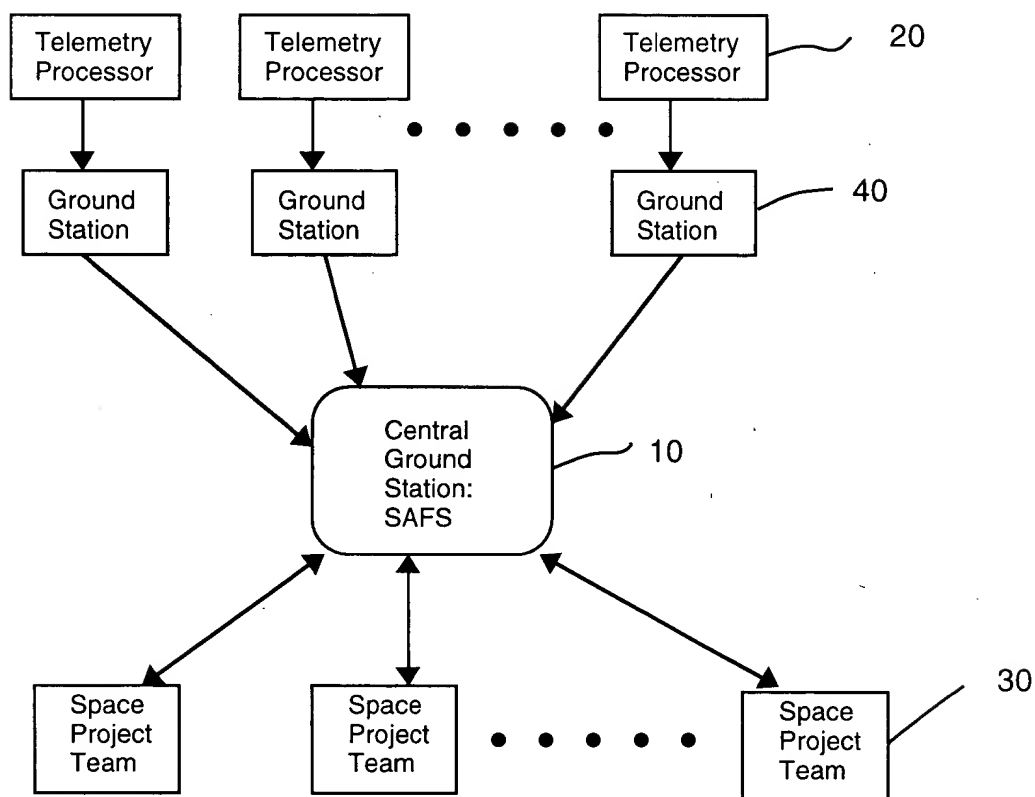 Telemetry
Processor
Telemetry
Processor
Telemetry
Processor
20
Ground
Station
Ground
Station
Ground
Station
40
Central
Ground
Station:
SAFS
10
Space
Project
Team
Space
Project
Team
Space
Project
Team
30